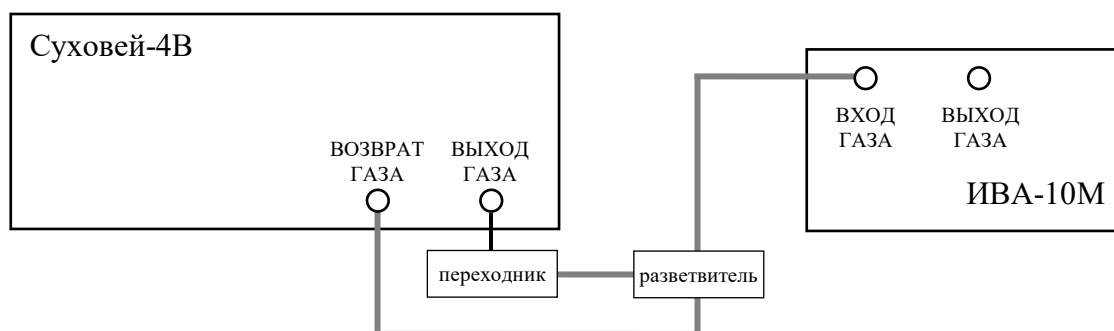 Суховей-4В
ВОЗВРАТ
ГАЗА
ВЫХОД
ГАЗА
переходник
разветвитель
ВХОД
ГАЗА
ВЫХОД
ГАЗА
ИВА-10М